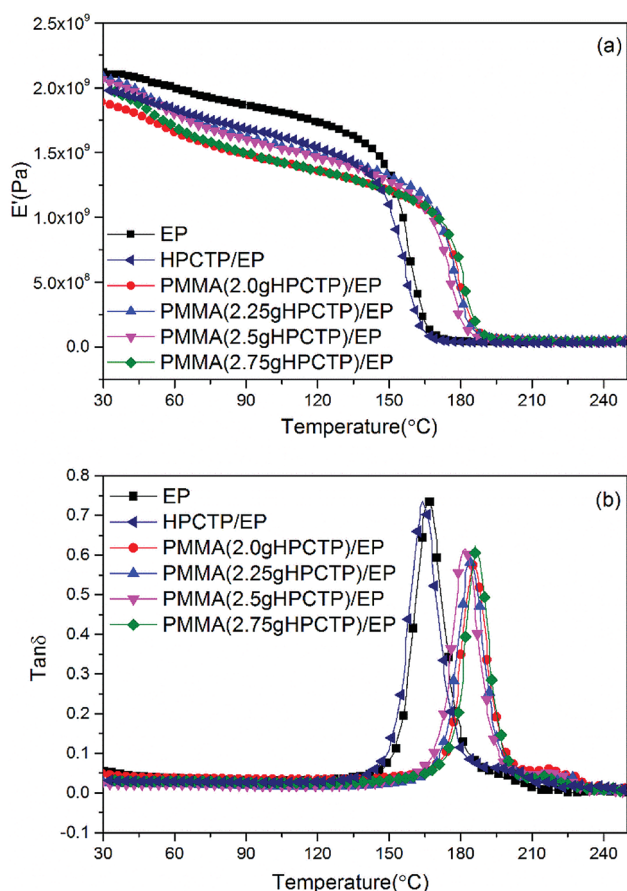 (a)
2.5x10⁹
2.0x10⁹
1.5x10⁹
1.0x10⁹
5.0x10⁸
0.0
E'(Pa)
EP
HPCTP/EP
PMMA(2.0gHPCTP)/EP
PMMA(2.25gHPCTP)/EP
PMMA(2.5gHPCTP)/EP
PMMA(2.75gHPCTP)/EP
30 60 90 120 150 180 210 240
Temperature(°C)
(b)
0.8
0.7
0.6
0.5
0.4
0.3
0.2
0.1
0.0
-0.1
Tanδ
EP
HPCTP/EP
PMMA(2.0gHPCTP)/EP
PMMA(2.25gHPCTP)/EP
PMMA(2.5gHPCTP)/EP
PMMA(2.75gHPCTP)/EP
30 60 90 120 150 180 210 240
Temperature(°C)